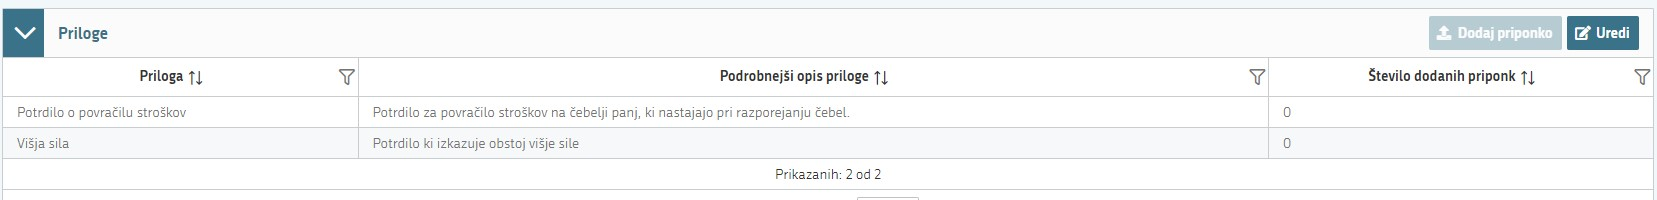 Priloge
Dodaj priponko
Uredi
Priloga
Podrobnejši opis priloge
Število dodanih priponk
Potrdilo o povračilu stroškov
Potrdilo za povračilo stroškov na čebelji panj, ki nastajajo pri razporejanju čebel.
0
Višja sila
Potrdilo ki izkazuje obstoj višje sile
0
Prikazanih: 2 od 2